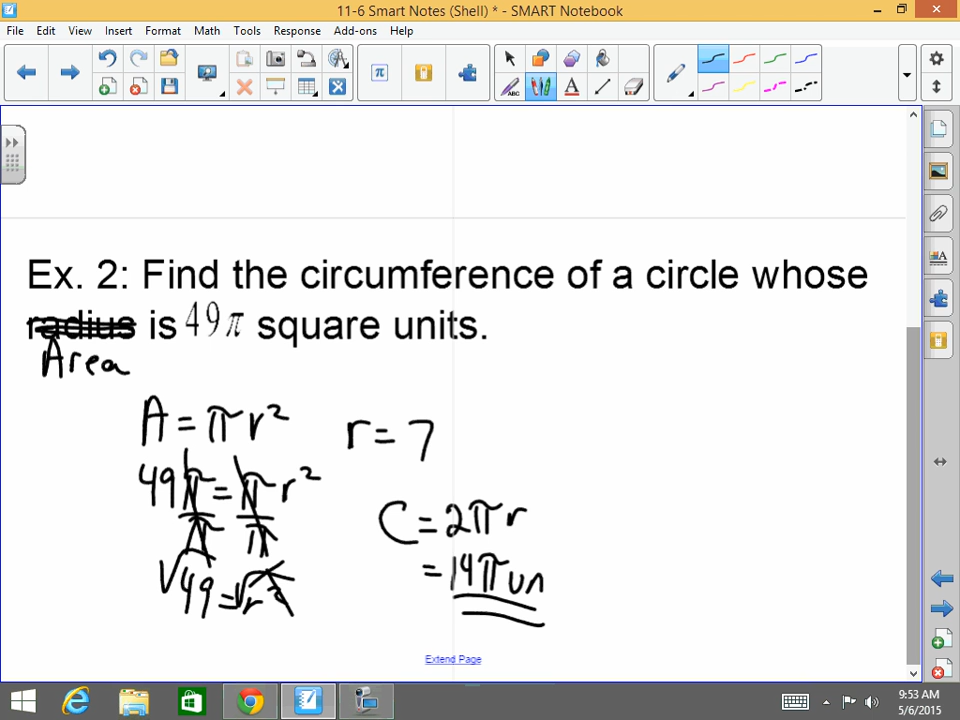 11-6 Smart Notes (Shell) * - SMART Notebook
File Edit View Insert Format Math Tools Response Add-ons Help
Ex. 2: Find the circumference of a circle whose
radius is 49π square units.
Area
A = πr²
r = 7
49π = πr²
π π
C = 2πr
√49 = √r²
= 14π un
Extend Page
9:53 AM
5/6/2015